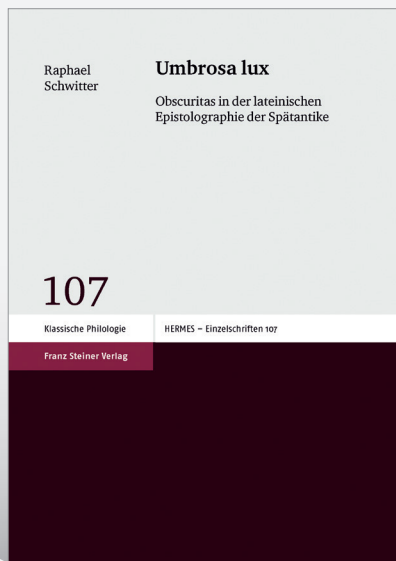 Raphael
Schwitter
Umbrosa lux
Obscuritas in der lateinischen
Epistolographie der Spätantike
107
Klassische Philologie
HERMES – Einzelschriften 107
Franz Steiner Verlag